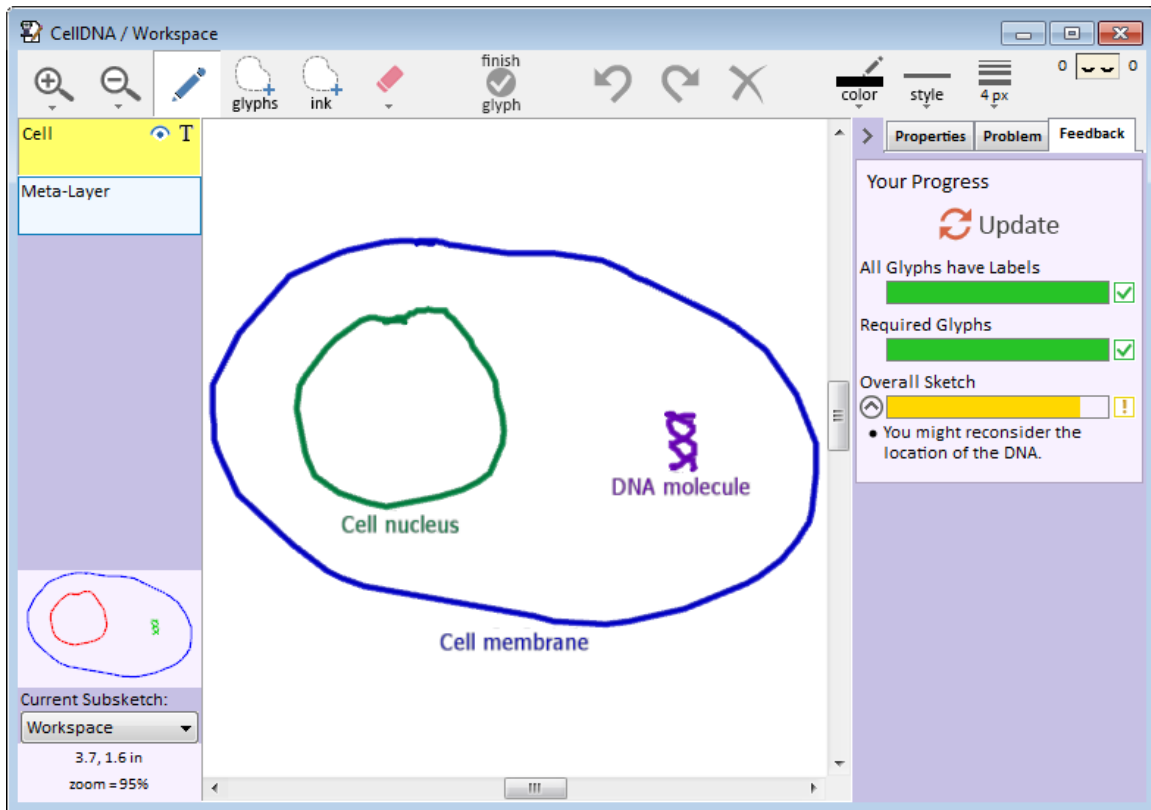 CellDNA / Workspace
glyphs
ink
finish
glyph
color
style
4 px
0 0
Cell T
Meta-Layer
Cell nucleus
DNA molecule
Cell membrane
Current Subsketch:
Workspace
3.7, 1.6 in
zoom = 95%
Properties Problem Feedback
Your Progress
Update
All Glyphs have Labels
Required Glyphs
Overall Sketch
!
• You might reconsider the
location of the DNA.